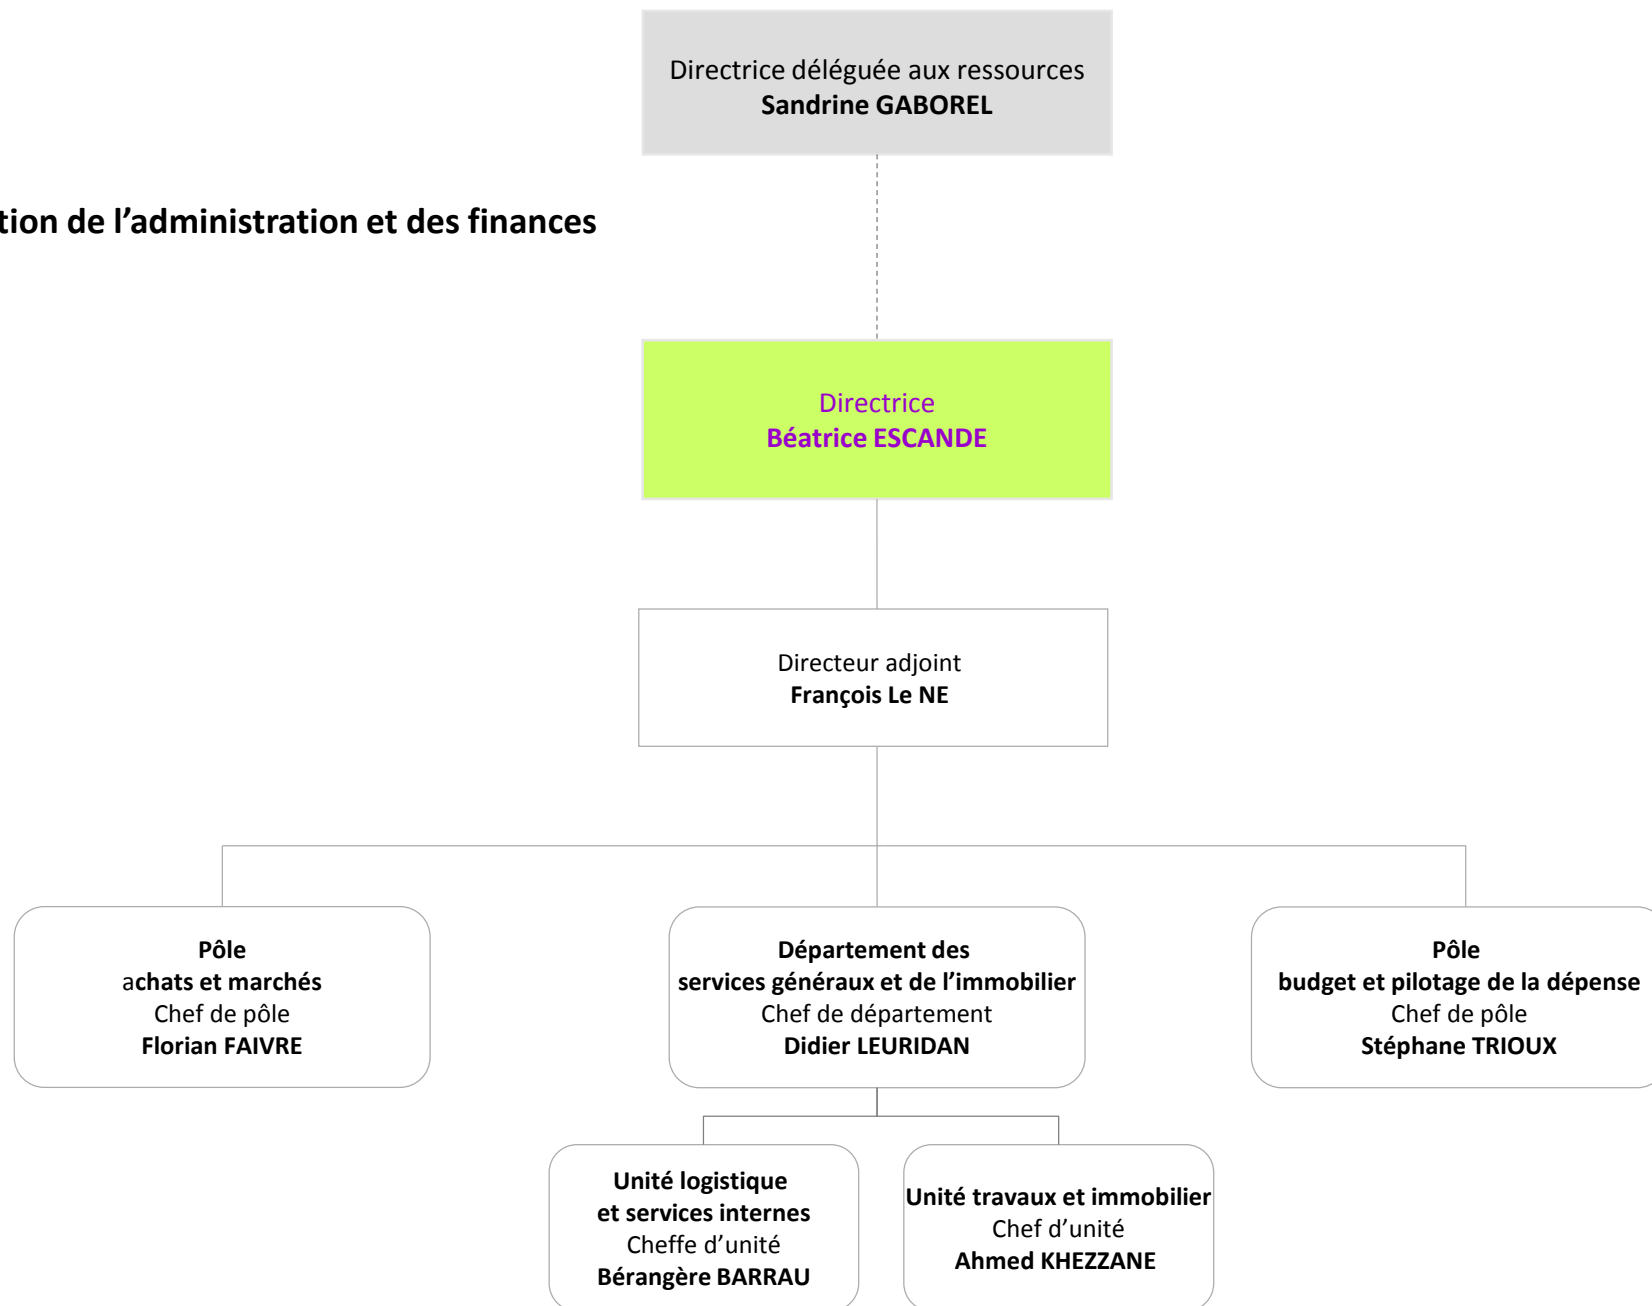 Directrice déléguée aux ressources
Sandrine GABOREL
tion de l’administration et des finances
Directrice
Béatrice ESCANDE
Directeur adjoint
François Le NE
Pôle
achats et marchés
Chef de pôle
Florian FAIVRE
Département des
services généraux et de l’immobilier
Chef de département
Didier LEURIDAN
Pôle
budget et pilotage de la dépense
Chef de pôle
Stéphane TRIOUX
Unité logistique
et services internes
Cheffe d’unité
Bérangère BARRAU
Unité travaux et immobilier
Chef d’unité
Ahmed KHEZZANE